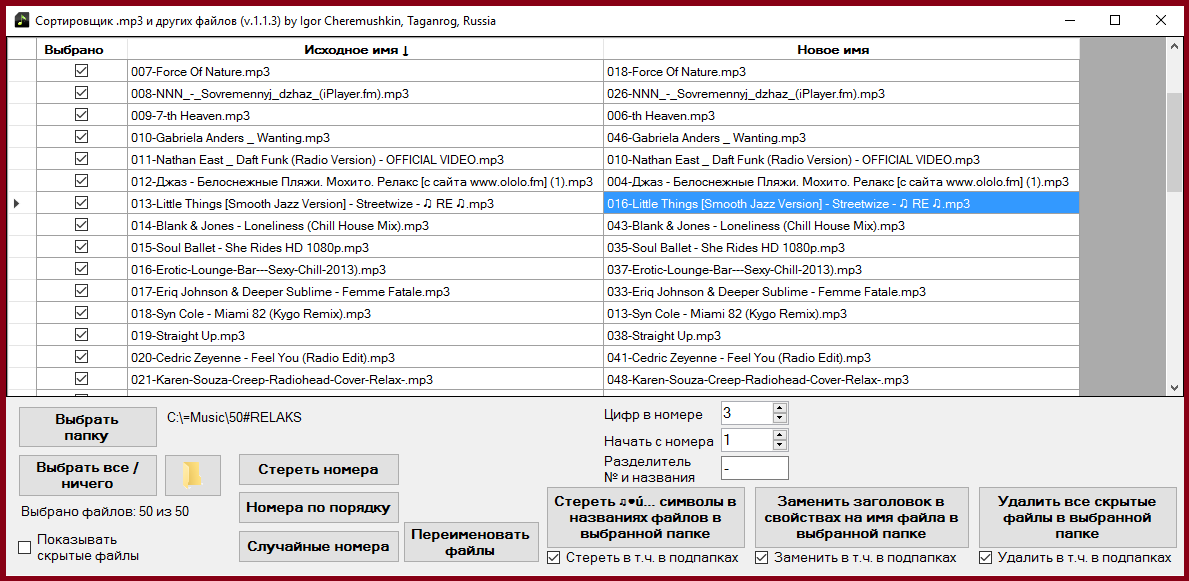 Сортировщик .mp3 и других файлов (v.1.1.3) by Igor Cheremushkin, Taganrog, Russia
Выбрано Исходное имя ↓ Новое имя
007-Force Of Nature.mp3 018-Force Of Nature.mp3
008-NNN_-_Sovremennyj_dzhaz_(iPlayer.fm).mp3 026-NNN_-_Sovremennyj_dzhaz_(iPlayer.fm).mp3
009-7-th Heaven.mp3 006-th Heaven.mp3
010-Gabriela Anders _ Wanting.mp3 046-Gabriela Anders _ Wanting.mp3
011-Nathan East _ Daft Funk (Radio Version) - OFFICIAL VIDEO.mp3 010-Nathan East _ Daft Funk (Radio Version) - OFFICIAL VIDEO.mp3
012-Джаз - Белоснежные Пляжи. Мохито. Релакс [с сайта www.ololo.fm] (1).mp3 004-Джаз - Белоснежные Пляжи. Мохито. Релакс [с сайта www.ololo.fm] (1).mp3
013-Little Things [Smooth Jazz Version] - Streetwize - ♫ RE ♫.mp3 016-Little Things [Smooth Jazz Version] - Streetwize - ♫ RE ♫.mp3
014-Blank & Jones - Loneliness (Chill House Mix).mp3 043-Blank & Jones - Loneliness (Chill House Mix).mp3
015-Soul Ballet - She Rides HD 1080p.mp3 035-Soul Ballet - She Rides HD 1080p.mp3
016-Erotic-Lounge-Bar---Sexy-Chill-2013).mp3 037-Erotic-Lounge-Bar---Sexy-Chill-2013).mp3
017-Eriq Johnson & Deeper Sublime - Femme Fatale.mp3 033-Eriq Johnson & Deeper Sublime - Femme Fatale.mp3
018-Syn Cole - Miami 82 (Kygo Remix).mp3 013-Syn Cole - Miami 82 (Kygo Remix).mp3
019-Straight Up.mp3 038-Straight Up.mp3
020-Cedric Zeyenne - Feel You (Radio Edit).mp3 041-Cedric Zeyenne - Feel You (Radio Edit).mp3
021-Karen-Souza-Creep-Radiohead-Cover-Relax-.mp3 048-Karen-Souza-Creep-Radiohead-Cover-Relax-.mp3
Выбрать
папку
C:\=Music\50#RELAKS
Выбрать все /
ничего
Выбрано файлов: 50 из 50
Показывать
скрытые файлы
Стереть номера
Номера по порядку
Случайные номера
Переименовать
файлы
Цифр в номере 3
Начать с номера 1
Разделитель
№ и названия -
Стереть ♫♥ú... символы в
названиях файлов в
выбранной папке
Стереть в т.ч. в подпапках
Заменить заголовок в
свойствах на имя файла в
выбранной папке
Заменить в т.ч. в подпапках
Удалить все скрытые
файлы в выбранной
папке
Удалить в т.ч. в подпапках